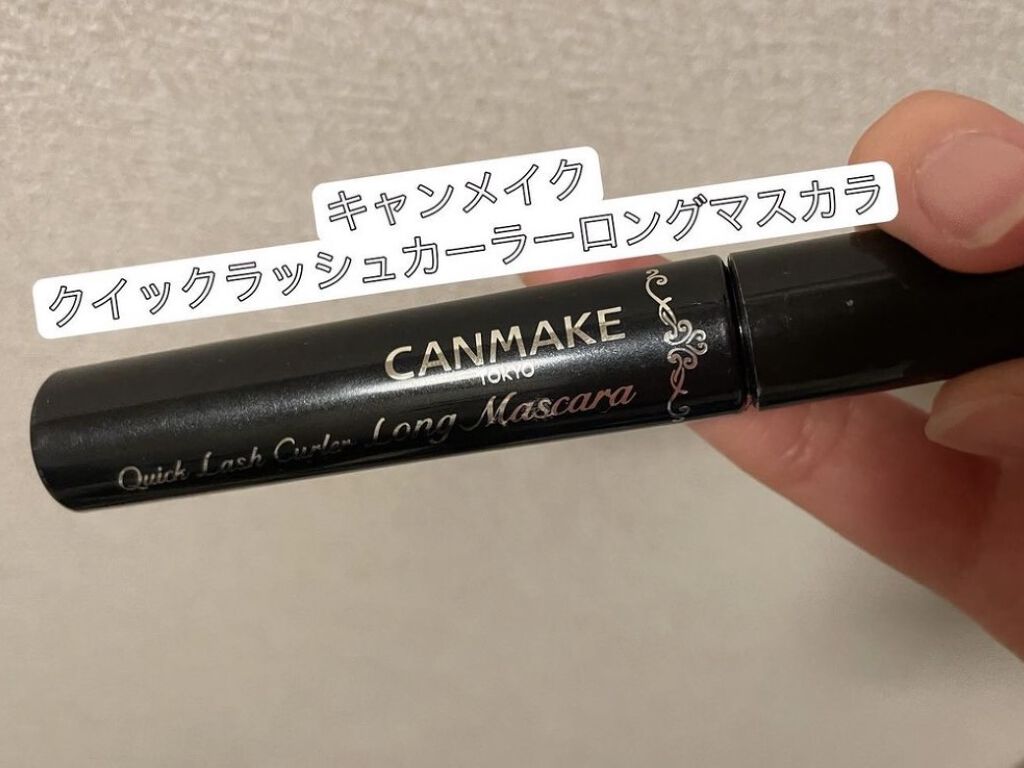 キャンメイク
クイックラッシュカーラーロングマスカラ
CANMAKE
TOKYO
Quick Lash Curler Long Mascara